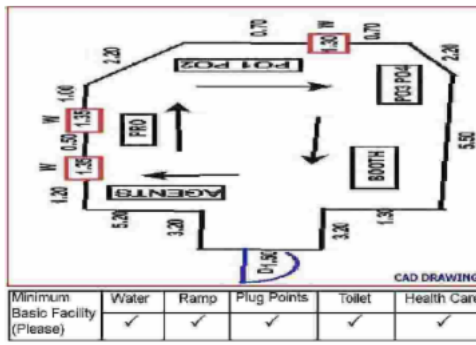 0.70 W 1.30 0.70
2.20
2.20
PO1 PO2
PO3 PO4
1.00
W 1.35
0.50
PRO
W 1.35
5.50
BOOTH
AGENTS
1.20
5.20
3.20
D-1.50
3.20
1.30
CAD DRAWING
Minimum Basic Facility (Please)
Water Ramp Plug Points Toilet Health Care
✓ ✓ ✓ ✓ ✓